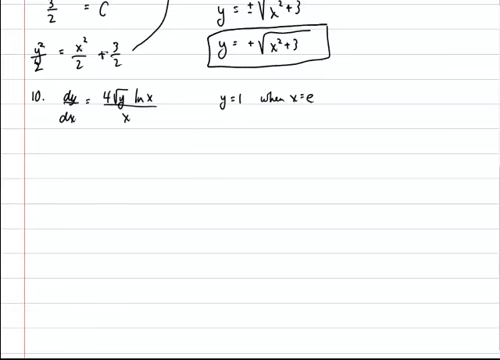 3/2 = C
y²/2 = x²/2 + 3/2
y = ±√x²+3
y = +√x²+3
10. dy/dx = 4√y ln x / x y=1 when x=e